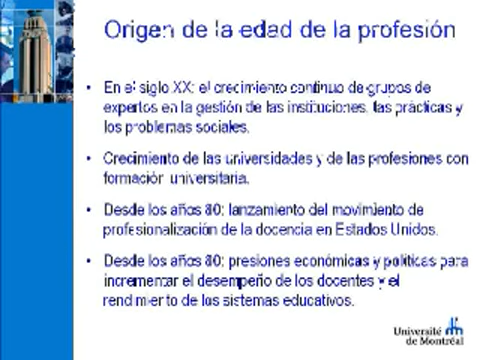 Origen de la edad de la profesión
• En el siglo XX: el crecimiento continuo de grupos de
expertos en la gestión de las instituciones, las prácticas y
los problemas sociales.
• Crecimiento de las universidades y de las profesiones con
formación universitaria.
• Desde los años 80: lanzamiento del movimiento de
profesionalización de la docencia en Estados Unidos.
• Desde los años 80: presiones económicas y políticas para
incrementar el desempeño de los docentes y el
rendimiento de los sistemas educativos.
Université
de Montréal